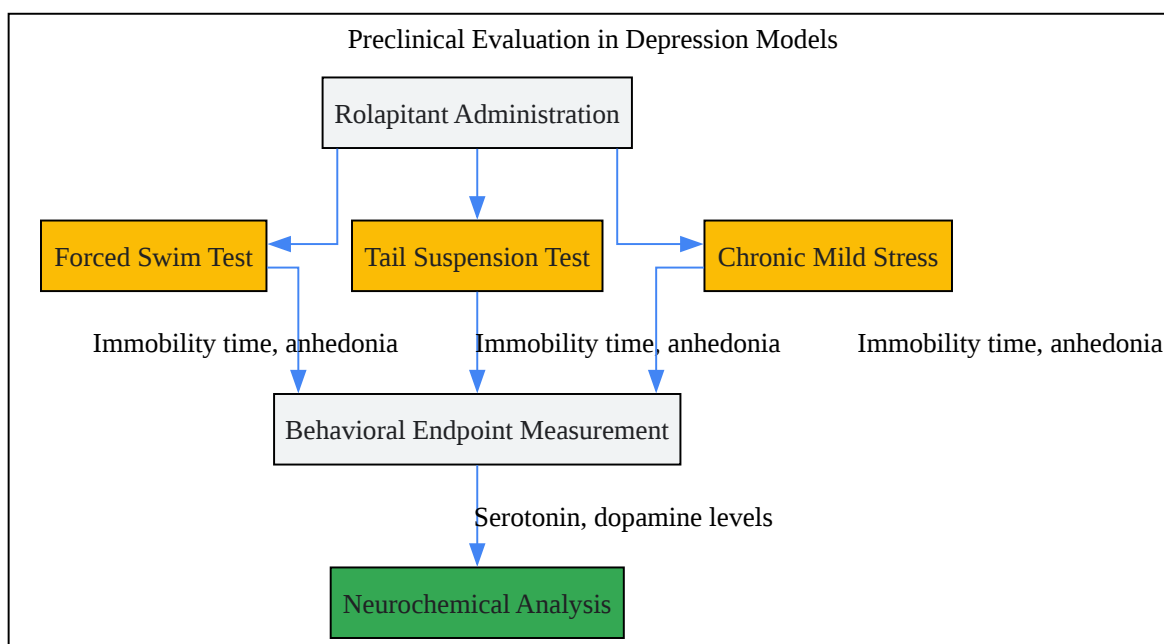 Preclinical Evaluation in Depression Models
Rolapitant Administration
Forced Swim Test
Tail Suspension Test
Chronic Mild Stress
Immobility time, anhedonia
Immobility time, anhedonia
Immobility time, anhedonia
Behavioral Endpoint Measurement
Serotonin, dopamine levels
Neurochemical Analysis